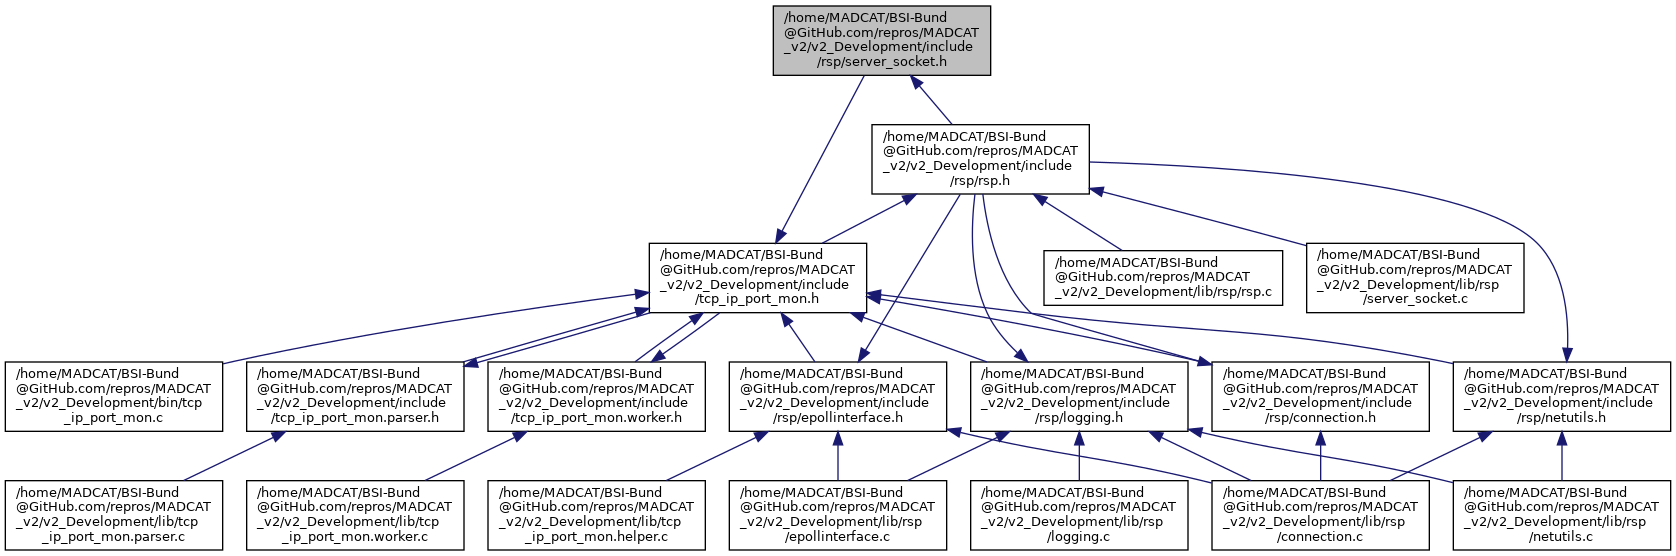 /home/MADCAT/BSI-Bund
@GitHub.com/repros/MADCAT
_v2/v2_Development/include
/rsp/server_socket.h
/home/MADCAT/BSI-Bund
@GitHub.com/repros/MADCAT
_v2/v2_Development/include
/rsp/rsp.h
/home/MADCAT/BSI-Bund
@GitHub.com/repros/MADCAT
_v2/v2_Development/include
/tcp_ip_port_mon.h
/home/MADCAT/BSI-Bund
@GitHub.com/repros/MADCAT
_v2/v2_Development/lib/rsp/rsp.c
/home/MADCAT/BSI-Bund
@GitHub.com/repros/MADCAT
_v2/v2_Development/lib/rsp
/server_socket.c
/home/MADCAT/BSI-Bund
@GitHub.com/repros/MADCAT
_v2/v2_Development/bin/tcp
_ip_port_mon.c
/home/MADCAT/BSI-Bund
@GitHub.com/repros/MADCAT
_v2/v2_Development/include
/tcp_ip_port_mon.parser.h
/home/MADCAT/BSI-Bund
@GitHub.com/repros/MADCAT
_v2/v2_Development/include
/tcp_ip_port_mon.worker.h
/home/MADCAT/BSI-Bund
@GitHub.com/repros/MADCAT
_v2/v2_Development/include
/rsp/epollinterface.h
/home/MADCAT/BSI-Bund
@GitHub.com/repros/MADCAT
_v2/v2_Development/include
/rsp/logging.h
/home/MADCAT/BSI-Bund
@GitHub.com/repros/MADCAT
_v2/v2_Development/include
/rsp/connection.h
/home/MADCAT/BSI-Bund
@GitHub.com/repros/MADCAT
_v2/v2_Development/include
/rsp/netutils.h
/home/MADCAT/BSI-Bund
@GitHub.com/repros/MADCAT
_v2/v2_Development/lib/tcp
_ip_port_mon.parser.c
/home/MADCAT/BSI-Bund
@GitHub.com/repros/MADCAT
_v2/v2_Development/lib/tcp
_ip_port_mon.worker.c
/home/MADCAT/BSI-Bund
@GitHub.com/repros/MADCAT
_v2/v2_Development/lib/tcp
_ip_port_mon.helper.c
/home/MADCAT/BSI-Bund
@GitHub.com/repros/MADCAT
_v2/v2_Development/lib/rsp
/epollinterface.c
/home/MADCAT/BSI-Bund
@GitHub.com/repros/MADCAT
_v2/v2_Development/lib/rsp
/logging.c
/home/MADCAT/BSI-Bund
@GitHub.com/repros/MADCAT
_v2/v2_Development/lib/rsp
/connection.c
/home/MADCAT/BSI-Bund
@GitHub.com/repros/MADCAT
_v2/v2_Development/lib/rsp
/netutils.c